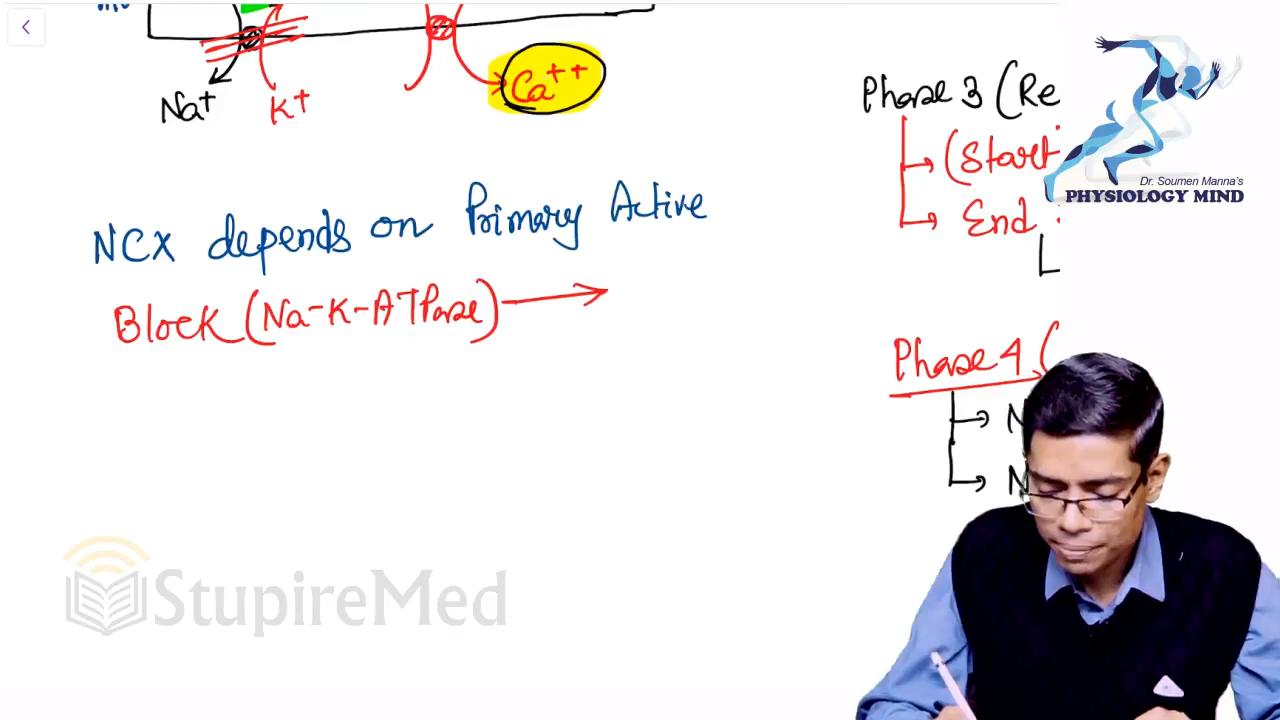 Na+ K+
Ca++
NCX depends on Primary Active
Block (Na-K-ATPase) →
Phase 3 (Re
→ (Start
→ End :
Phase 4 (
→ N
→ N
Dr. Soumen Manna's
PHYSIOLOGY MIND
StupireMed